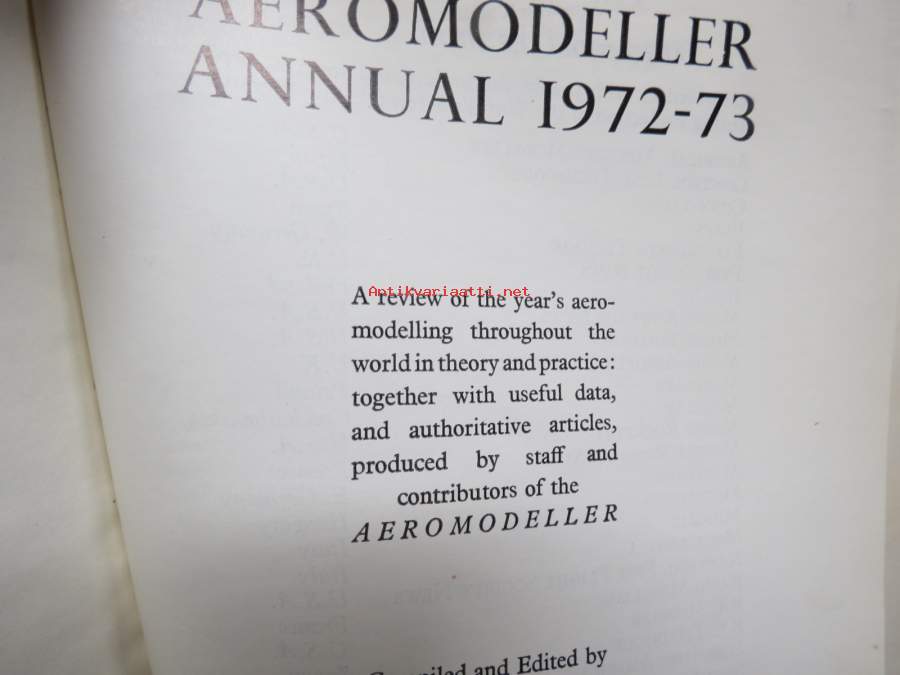 AEROMODELLER
ANNUAL 1972-73
A review of the year's aero-
Antikvariaatti.net
modelling throughout the
world in theory and practice:
together with useful data,
and authoritative articles,
produced by staff and
contributors of the
AEROMODELLER
Compiled and Edited by